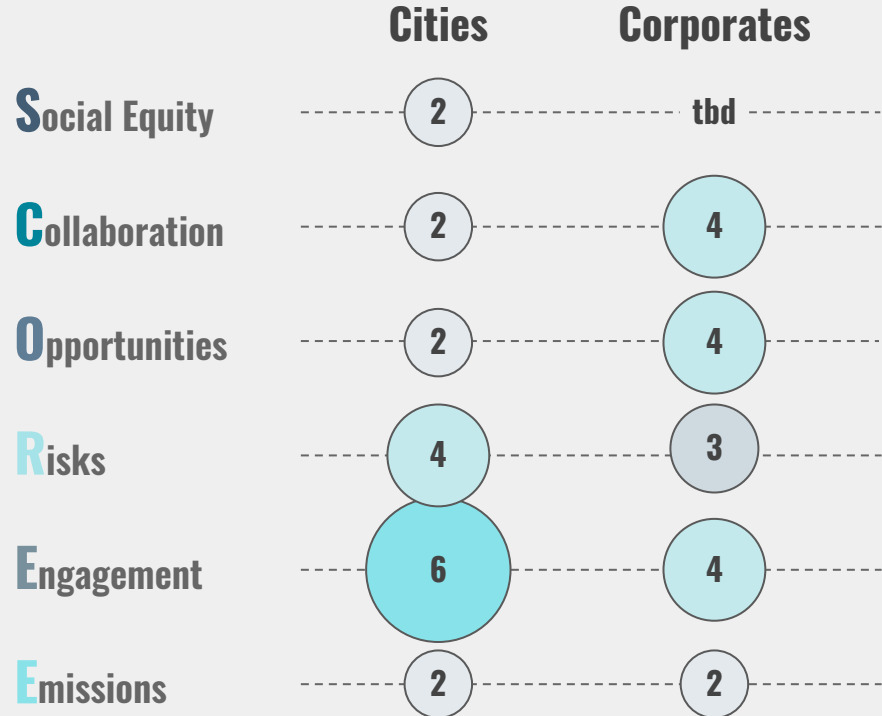 Cities Corporates
Social Equity 2 tbd
Collaboration 2 4
Opportunities 2 4
Risks 4 3
Engagement 6 4
Emissions 2 2